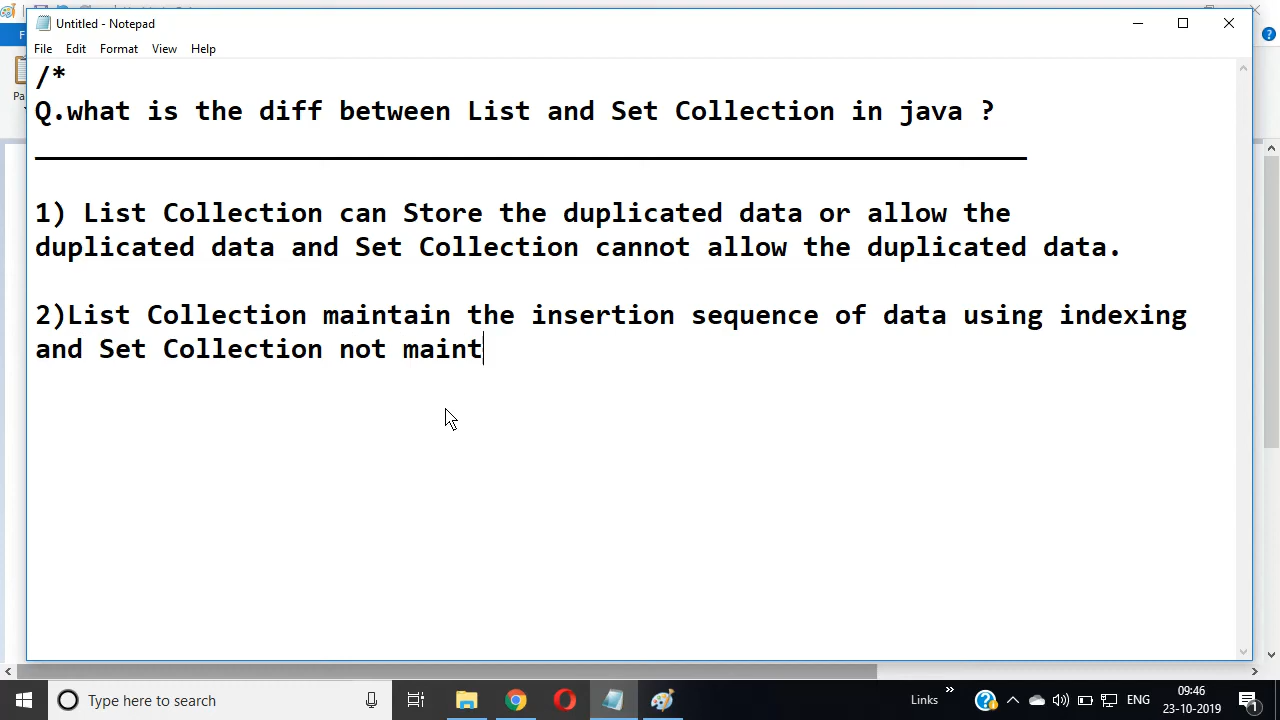 Untitled - Notepad
File Edit Format View Help
/*
Q.what is the diff between List and Set Collection in java ?
1) List Collection can Store the duplicated data or allow the
duplicated data and Set Collection cannot allow the duplicated data.
2)List Collection maintain the insertion sequence of data using indexing
and Set Collection not maint
Type here to search
Links
ENG
09:46
23-10-2019
1